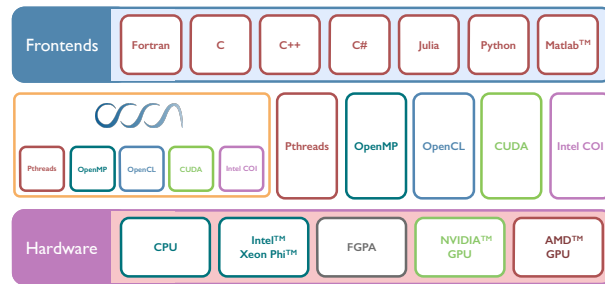 Frontends
Fortran
C
C++
C#
Julia
Python
Matlab™
OCCA
Pthreads
OpenMP
OpenCL
CUDA
Intel COI
Pthreads
OpenMP
OpenCL
CUDA
Intel COI
Hardware
CPU
Intel™
Xeon Phi™
FGPA
NVIDIA™
GPU
AMD™
GPU